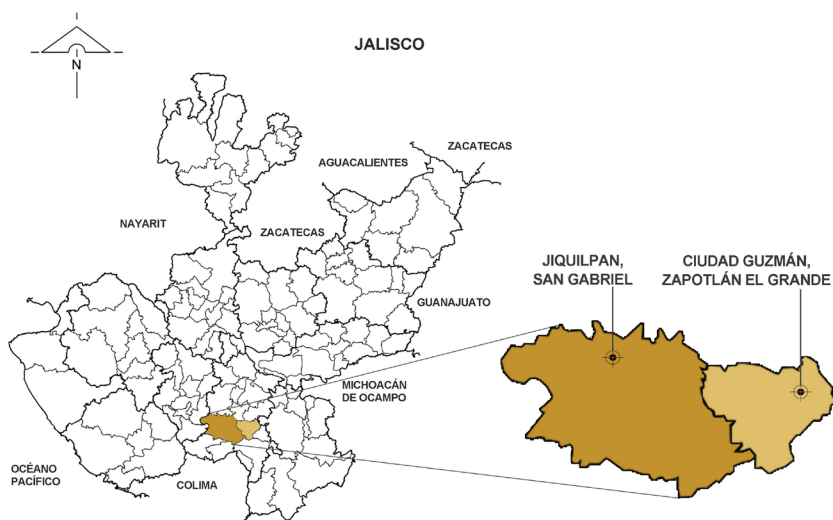 JALISCO
N
ZACATECAS
AGUACALIENTES
NAYARIT
ZACATECAS
JIQUILPAN,
SAN GABRIEL
CIUDAD GUZMÁN,
ZAPOTLÁN EL GRANDE
GUANAJUATO
MICHOACÁN
DE OCAMPO
OCÉANO
PACÍFICO
COLIMA